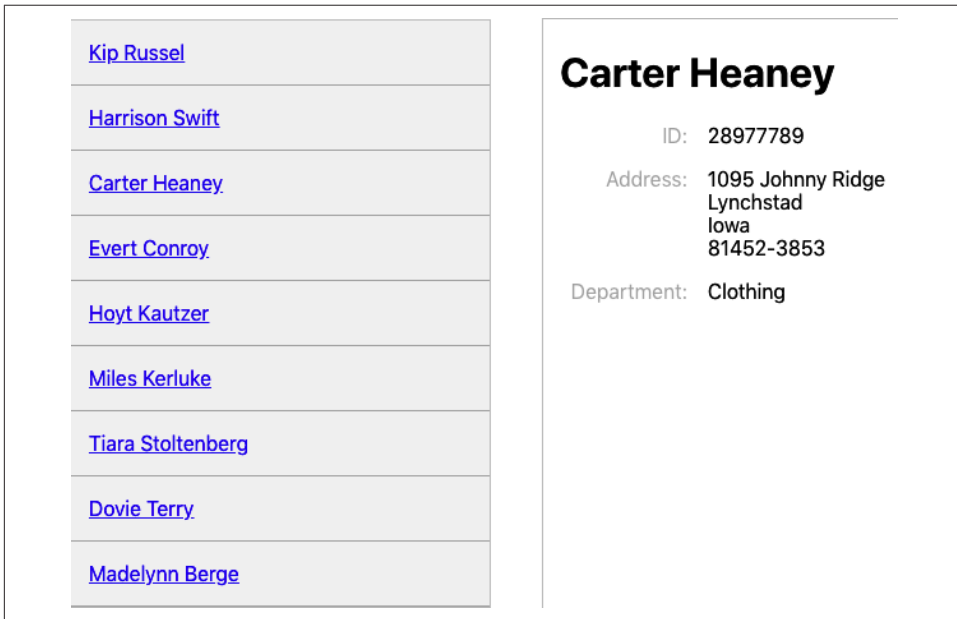 Kip Russel
Harrison Swift
Carter Heaney
Evert Conroy
Hoyt Kautzer
Miles Kerluke
Tiara Stoltenberg
Dovie Terry
Madelynn Berge
Carter Heaney
ID: 28977789
Address: 1095 Johnny Ridge
Lynchstad
Iowa
81452-3853
Department: Clothing